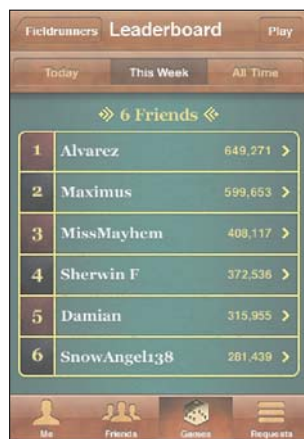 Fieldrunners Leaderboard Play
Today This Week All Time
6 Friends
1 Alvarez 649,271
2 Maximus 599,653
3 MissMayhem 408,117
4 Sherwin F 372,536
5 Damian 315,955
6 SnowAngel138 281,439
Me Friends Games Requests